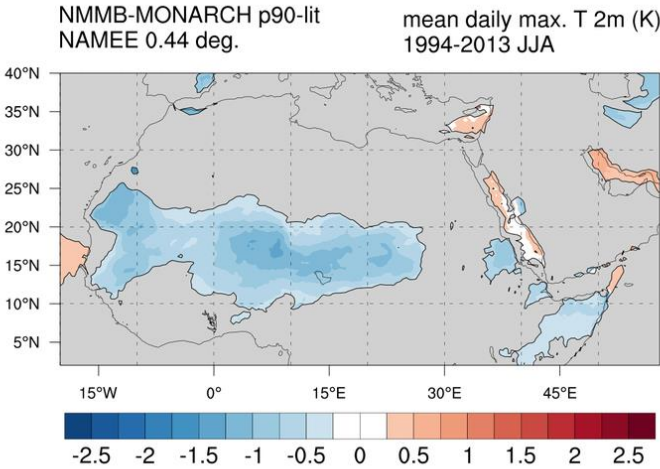 NMMB-MONARCH p90-lit
NAMEE 0.44 deg.
mean daily max. T 2m (K)
1994-2013 JJA
40°N
35°N
30°N
25°N
20°N
15°N
10°N
5°N
15°W 0° 15°E 30°E 45°E
-2.5 -2 -1.5 -1 -0.5 0 0.5 1 1.5 2 2.5